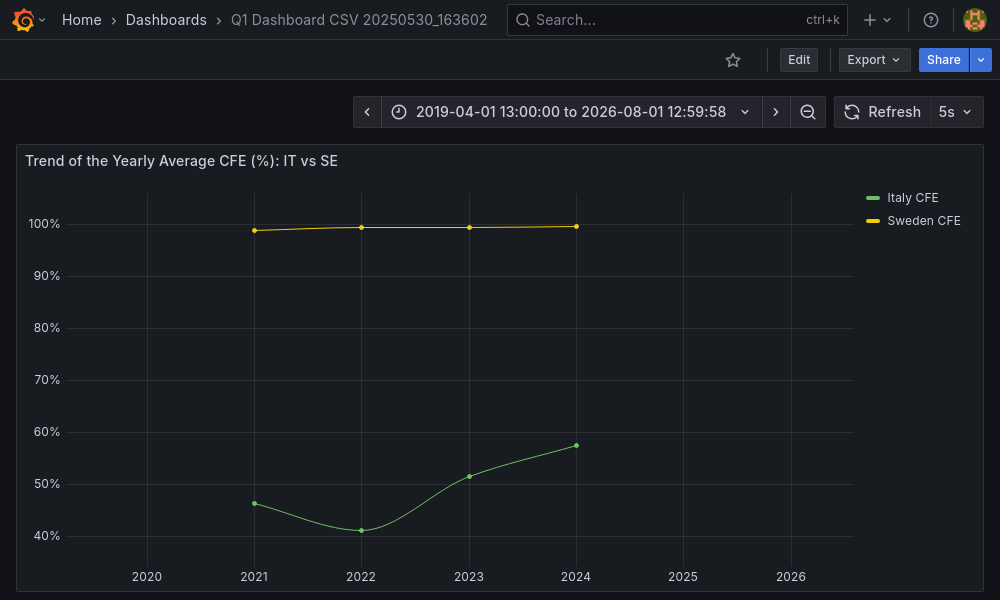 Home › Dashboards › Q1 Dashboard CSV 20250530_163602
Search...
ctrl+k
Edit
Export
Share
2019-04-01 13:00:00 to 2026-08-01 12:59:58
Refresh
5s
Trend of the Yearly Average CFE (%): IT vs SE
Italy CFE
Sweden CFE
100%
90%
80%
70%
60%
50%
40%
2020 2021 2022 2023 2024 2025 2026